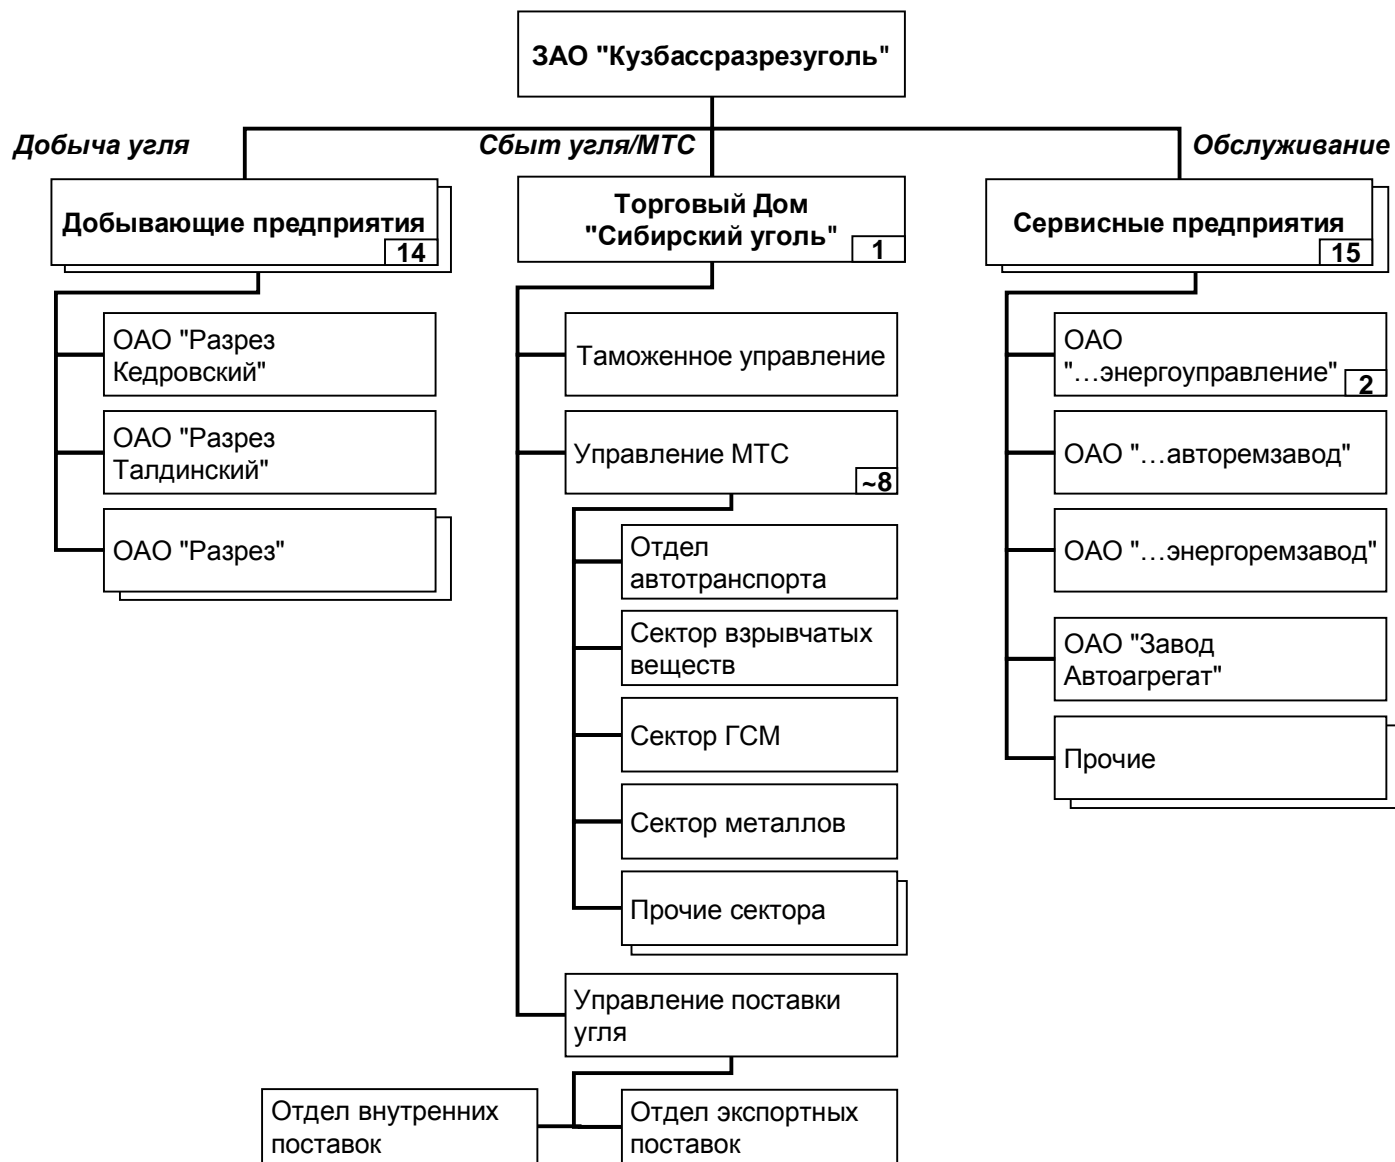 ЗАО "Кузбассразрезуголь"
Добыча угля
Сбыт угля/МТС
Обслуживание
Добывающие предприятия
14
ОАО "Разрез
Кедровский"
ОАО "Разрез
Талдинский"
ОАО "Разрез"
Торговый Дом
"Сибирский уголь"
1
Таможенное управление
Управление МТС
~8
Отдел
автотранспорта
Сектор взрывчатых
веществ
Сектор ГСМ
Сектор металлов
Прочие сектора
Управление поставки
угля
Отдел внутренних
поставок
Отдел экспортных
поставок
Сервисные предприятия
15
ОАО
"…энергоуправление"
2
ОАО "…авторемзавод"
ОАО "…энергоремзавод"
ОАО "Завод
Автоагрегат"
Прочие